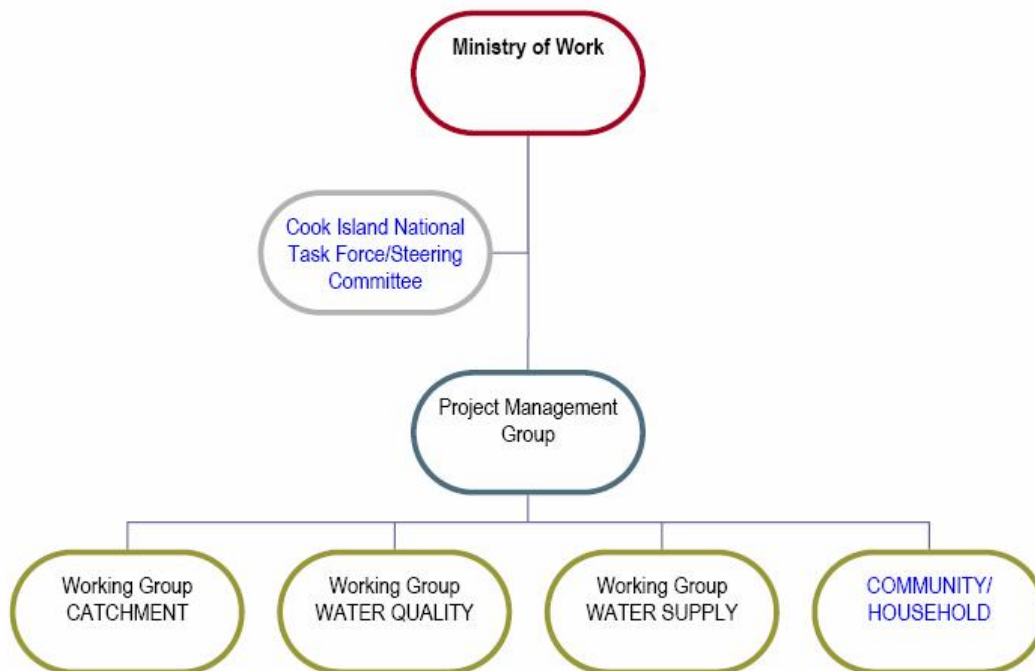 Ministry of Work
Cook Island National
Task Force/Steering
Committee
Project Management
Group
Working Group
CATCHMENT
Working Group
WATER QUALITY
Working Group
WATER SUPPLY
COMMUNITY/
HOUSEHOLD